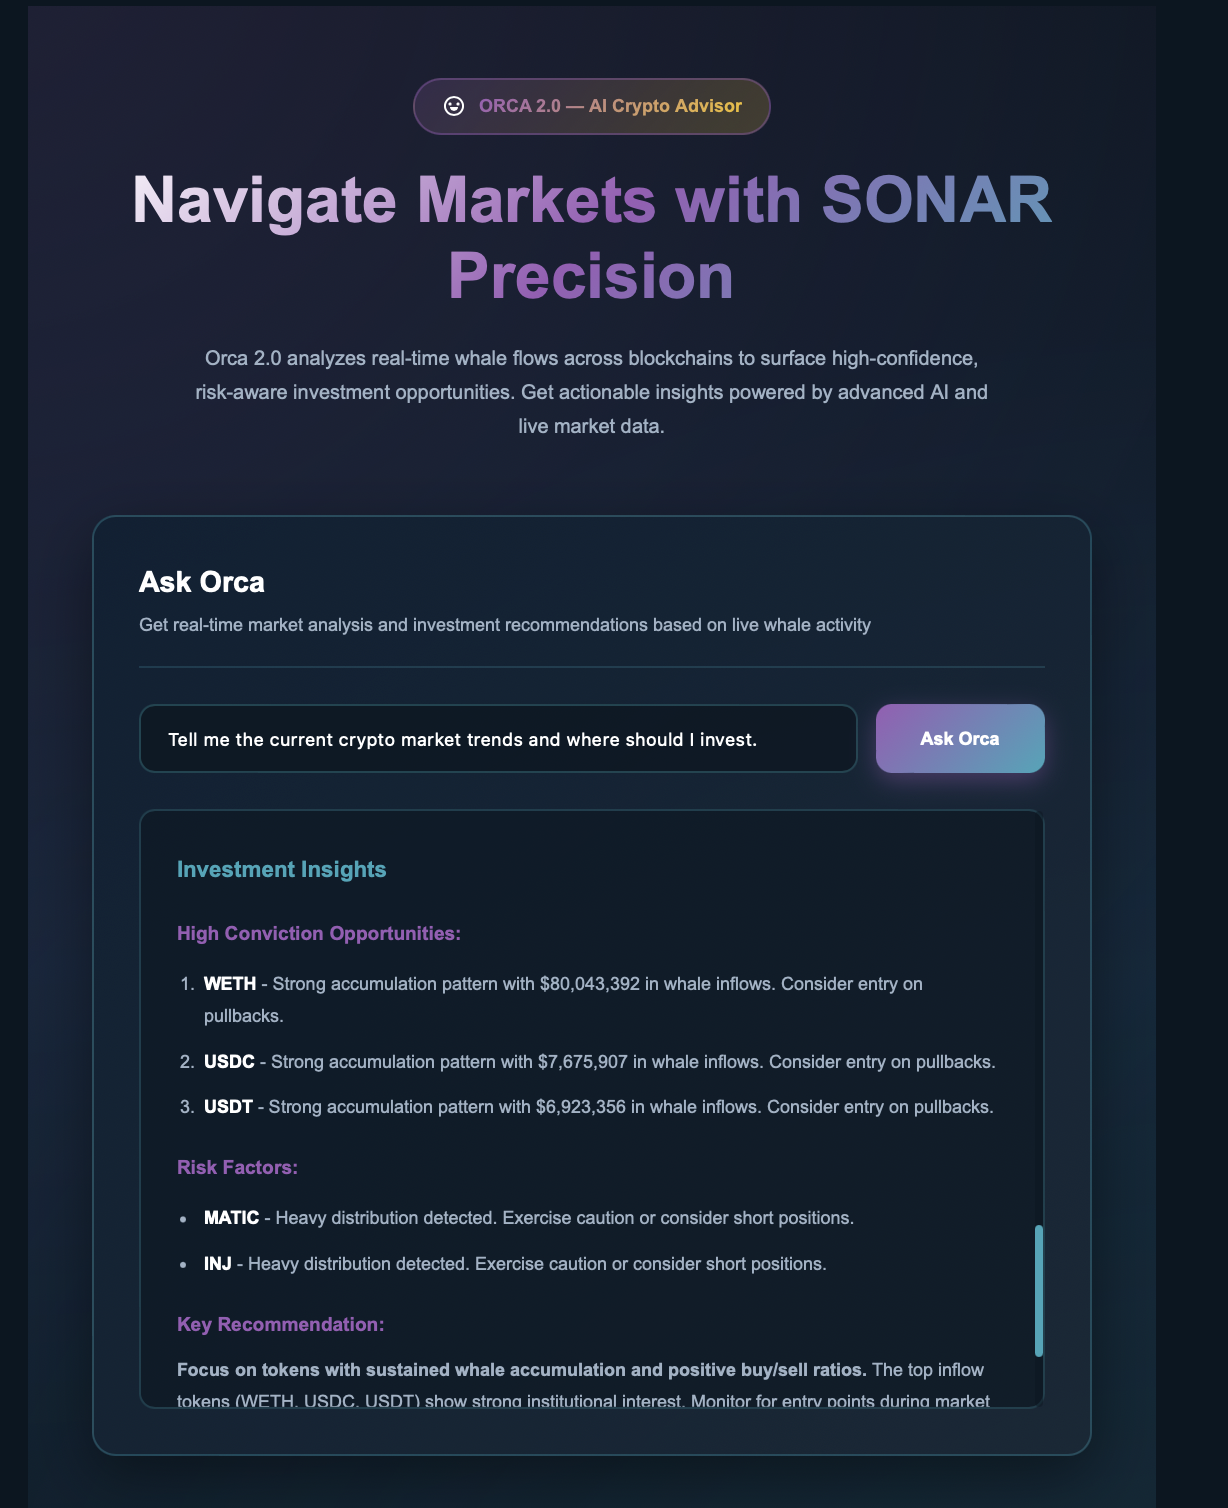 ORCA 2.0 — AI Crypto Advisor
Navigate Markets with SONAR
Precision
Orca 2.0 analyzes real-time whale flows across blockchains to surface high-confidence,
risk-aware investment opportunities. Get actionable insights powered by advanced AI and
live market data.
Ask Orca
Get real-time market analysis and investment recommendations based on live whale activity
Tell me the current crypto market trends and where should I invest.
Ask Orca
Investment Insights
High Conviction Opportunities:
1. WETH - Strong accumulation pattern with $80,043,392 in whale inflows. Consider entry on
pullbacks.
2. USDC - Strong accumulation pattern with $7,675,907 in whale inflows. Consider entry on pullbacks.
3. USDT - Strong accumulation pattern with $6,923,356 in whale inflows. Consider entry on pullbacks.
Risk Factors:
• MATIC - Heavy distribution detected. Exercise caution or consider short positions.
• INJ - Heavy distribution detected. Exercise caution or consider short positions.
Key Recommendation:
Focus on tokens with sustained whale accumulation and positive buy/sell ratios. The top inflow
tokens (WETH, USDC, USDT) show strong institutional interest. Monitor for entry points during market